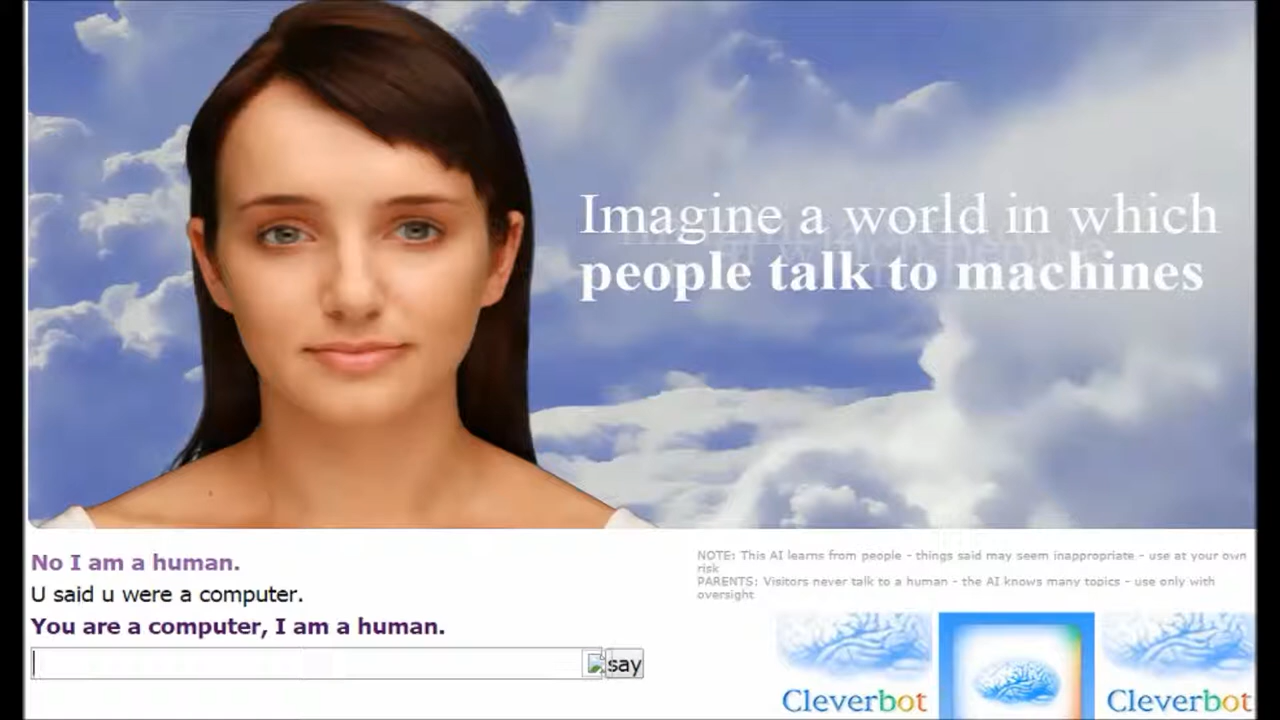 Imagine a world in which
people talk to machines
No I am a human.
U said u were a computer.
You are a computer, I am a human.
say
NOTE: This AI learns from people - things said may seem inappropriate - use at your own
risk
PARENTS: Visitors never talk to a human - the AI knows many topics - use only with
oversight
Cleverbot
Cleverbot